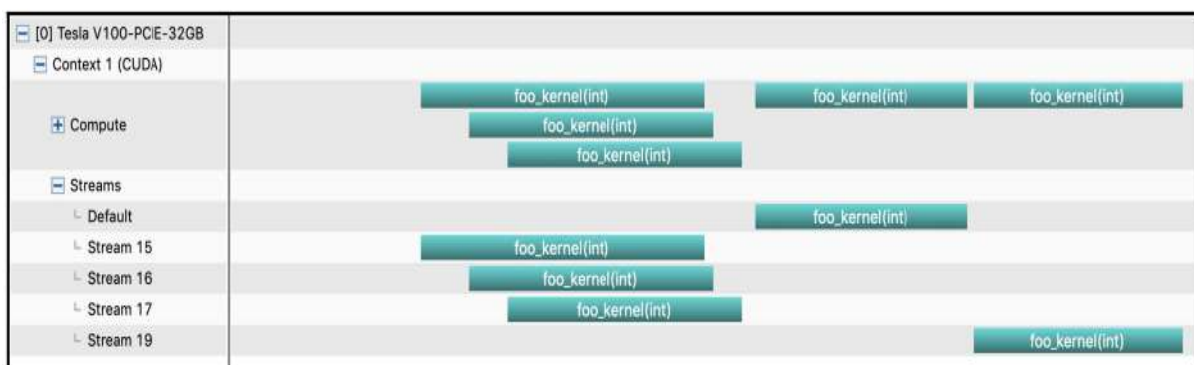 [0] Tesla V100-PCIE-32GB
Context 1 (CUDA)
foo_kernel(int) foo_kernel(int) foo_kernel(int)
Compute foo_kernel(int)
foo_kernel(int)
Streams
Default foo_kernel(int)
Stream 15 foo_kernel(int)
Stream 16 foo_kernel(int)
Stream 17 foo_kernel(int)
Stream 19 foo_kernel(int)